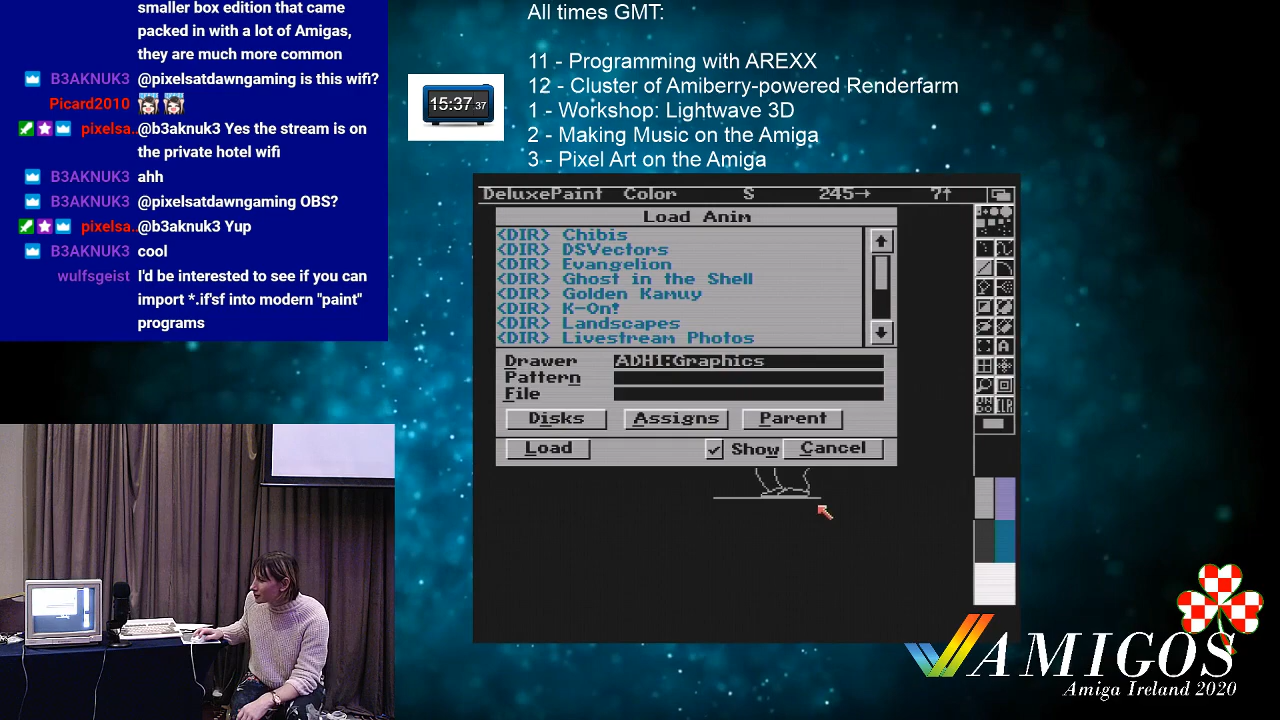 smaller box edition that came
packed in with a lot of Amigas,
they are much more common
B3AKNUK3 @pixelsatdawngaming is this wifi?
Picard2010
pixelsa.. @b3aknuk3 Yes the stream is on
the private hotel wifi
B3AKNUK3 ahh
B3AKNUK3 @pixelsatdawngaming OBS?
pixelsa.. @b3aknuk3 Yup
B3AKNUK3 cool
wulfsgeist I'd be interested to see if you can
import *.if'sf into modern "paint"
programs
All times GMT:
11 - Programming with AREXX
12 - Cluster of Amiberry-powered Renderfarm
1 - Workshop: Lightwave 3D
2 - Making Music on the Amiga
3 - Pixel Art on the Amiga
15:37 37
DeluxePaint Color S 245→ 7↑
Load Anim
<DIR> Chibis
<DIR> DSVectors
<DIR> Evangelion
<DIR> Ghost in the Shell
<DIR> Golden Kamuy
<DIR> K-On!
<DIR> Landscapes
<DIR> Livestream Photos
Drawer ADH1:Graphics
Pattern
File
Disks Assigns Parent
Load Show Cancel
A
UN
DO
CLR
AMIGOS
Amiga Ireland 2020